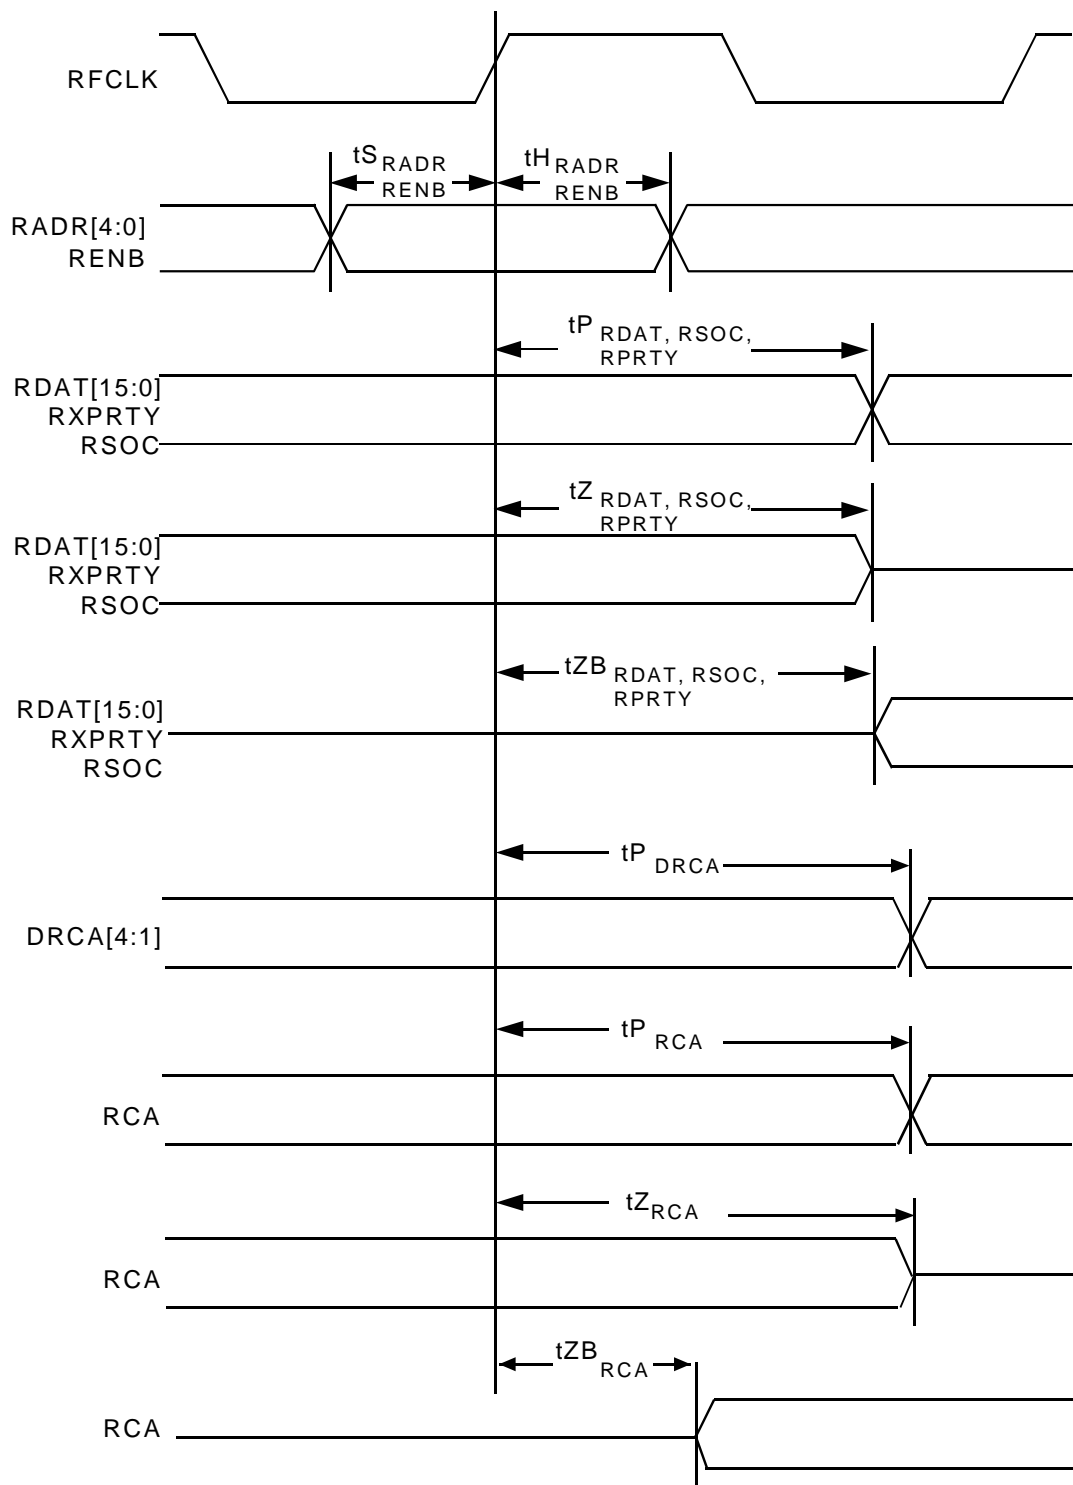 RFCLK
tS RADR
RENB
tH RADR
RENB
RADR[4:0]
RENB
tP RDAT, RSOC,
RPRTY
RDAT[15:0]
RXPRTY
RSOC
tZ RDAT, RSOC,
RPRTY
RDAT[15:0]
RXPRTY
RSOC
tZB RDAT, RSOC,
RPRTY
RDAT[15:0]
RXPRTY
RSOC
tP DRCA
DRCA[4:1]
tP RCA
RCA
tZRCA
RCA
tZB RCA
RCA